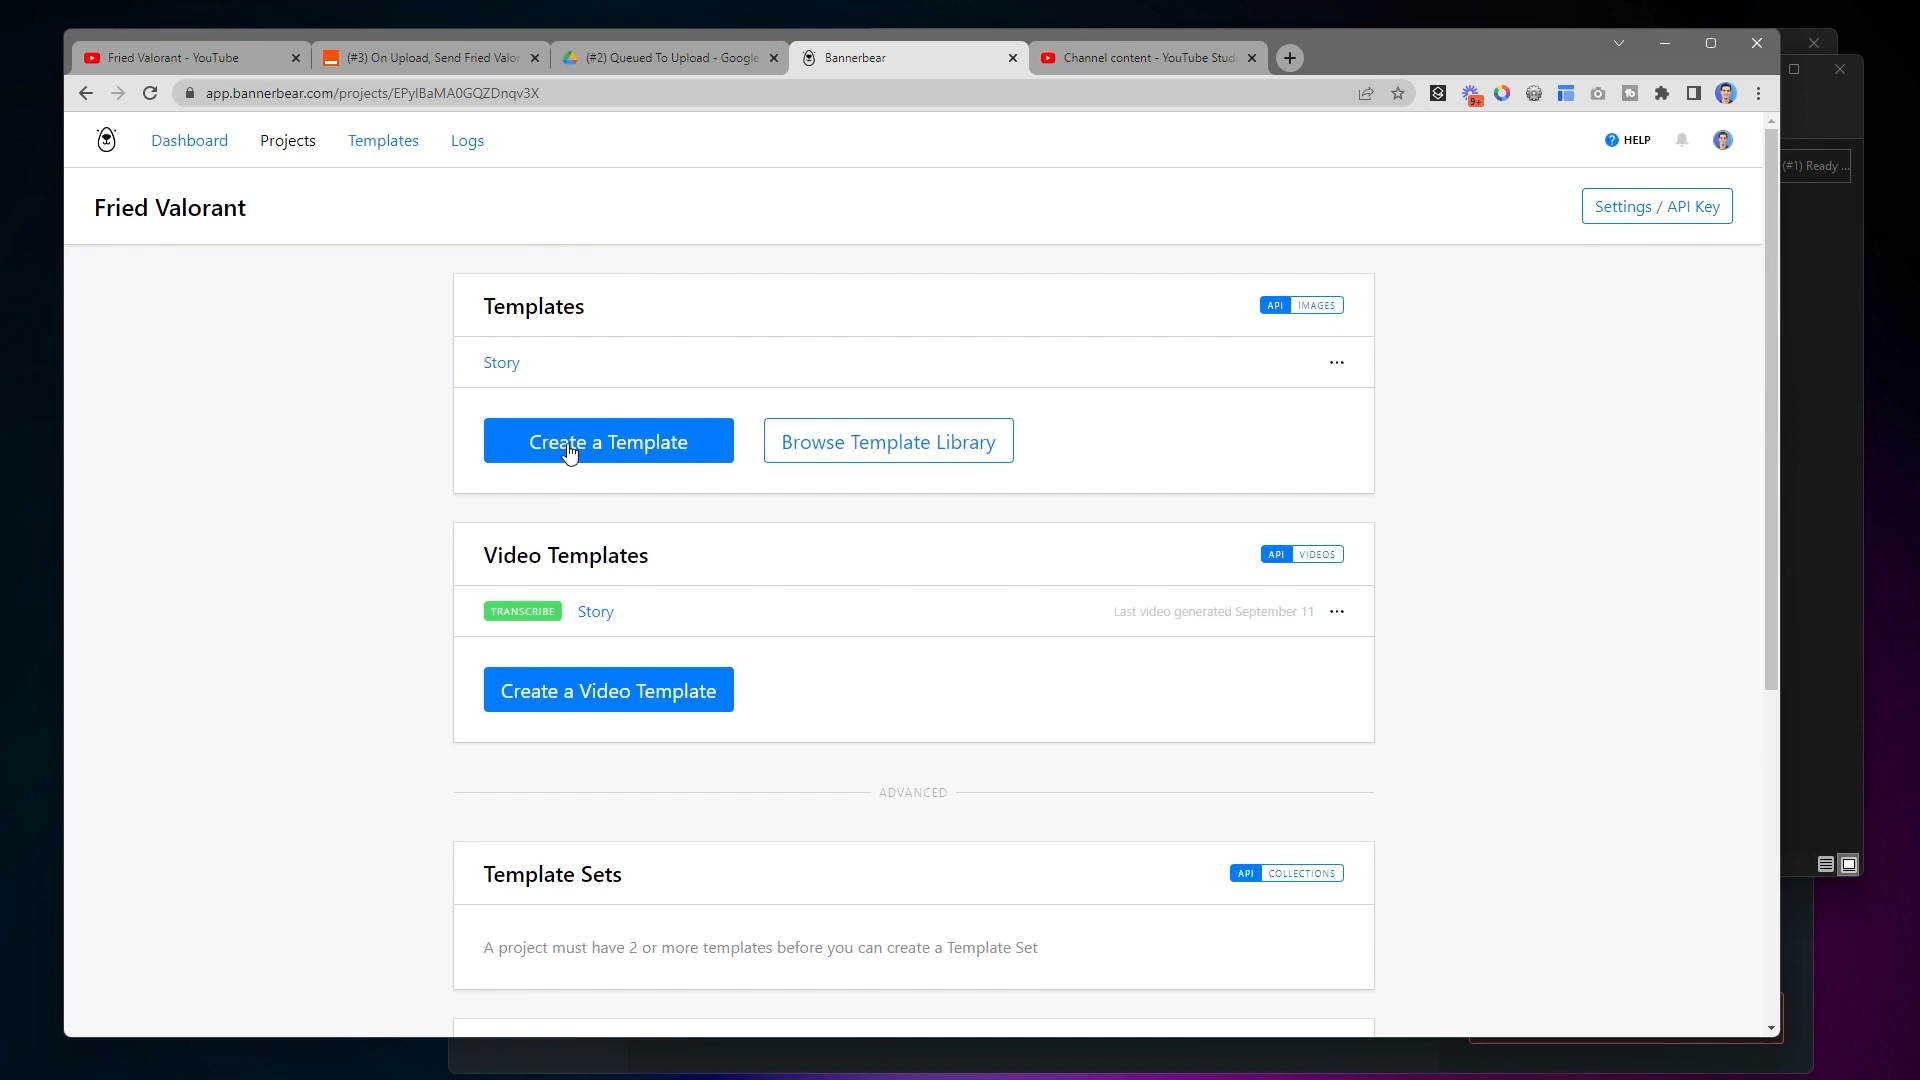 Fried Valorant - YouTube
(#3) On Upload, Send Fried Valor
(#2) Queued To Upload - Google
Bannerbear
Channel content - YouTube Stud
app.bannerbear.com/projects/EPyIBaMA0GQZDnqv3X
9+
Dashboard
Projects
Templates
Logs
? HELP
(#1) Ready ...
Fried Valorant
Settings / API Key
Templates
API IMAGES
Story
Create a Template
Browse Template Library
Video Templates
API VIDEOS
TRANSCRIBE Story
Last video generated September 11
Create a Video Template
ADVANCED
Template Sets
API COLLECTIONS
A project must have 2 or more templates before you can create a Template Set